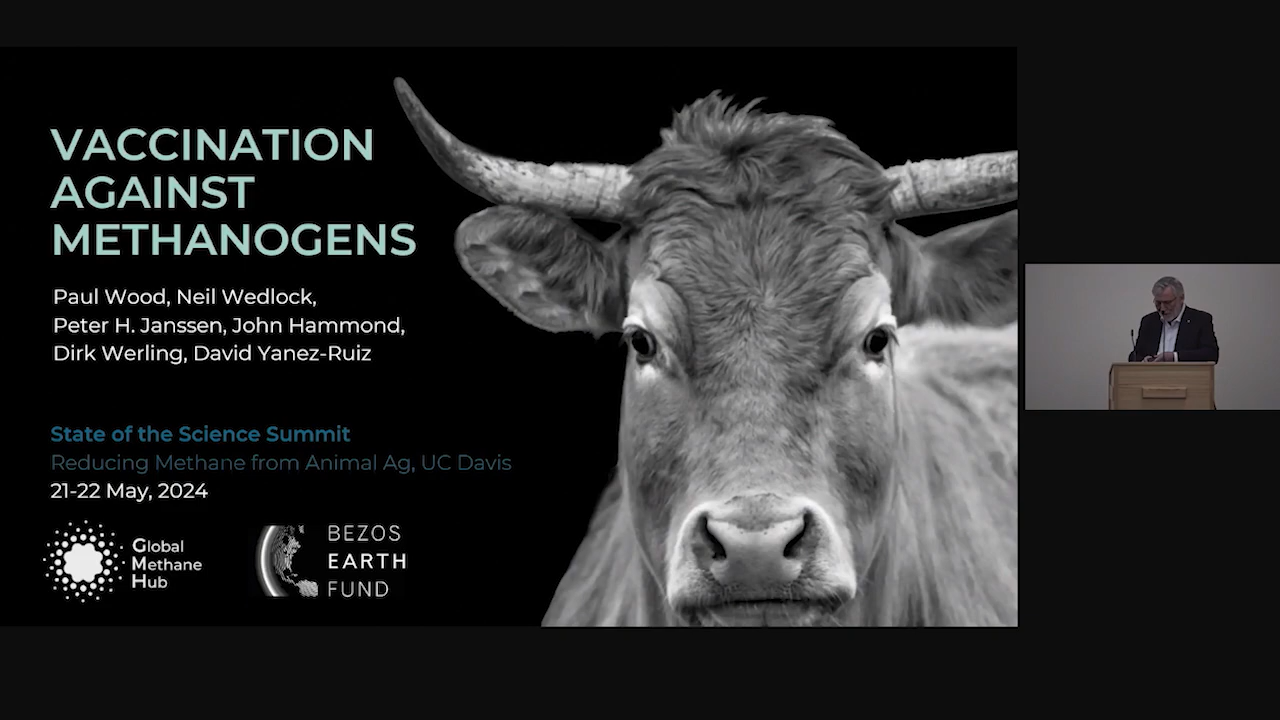 VACCINATION
AGAINST
METHANOGENS
Paul Wood, Neil Wedlock,
Peter H. Janssen, John Hammond,
Dirk Werling, David Yanez-Ruiz
State of the Science Summit
Reducing Methane from Animal Ag, UC Davis
21-22 May, 2024
Global
Methane
Hub
BEZOS
EARTH
FUND